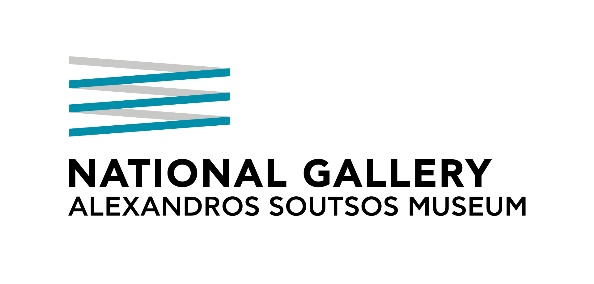 NATIONAL GALLERY
ALEXANDROS SOUTSOS MUSEUM